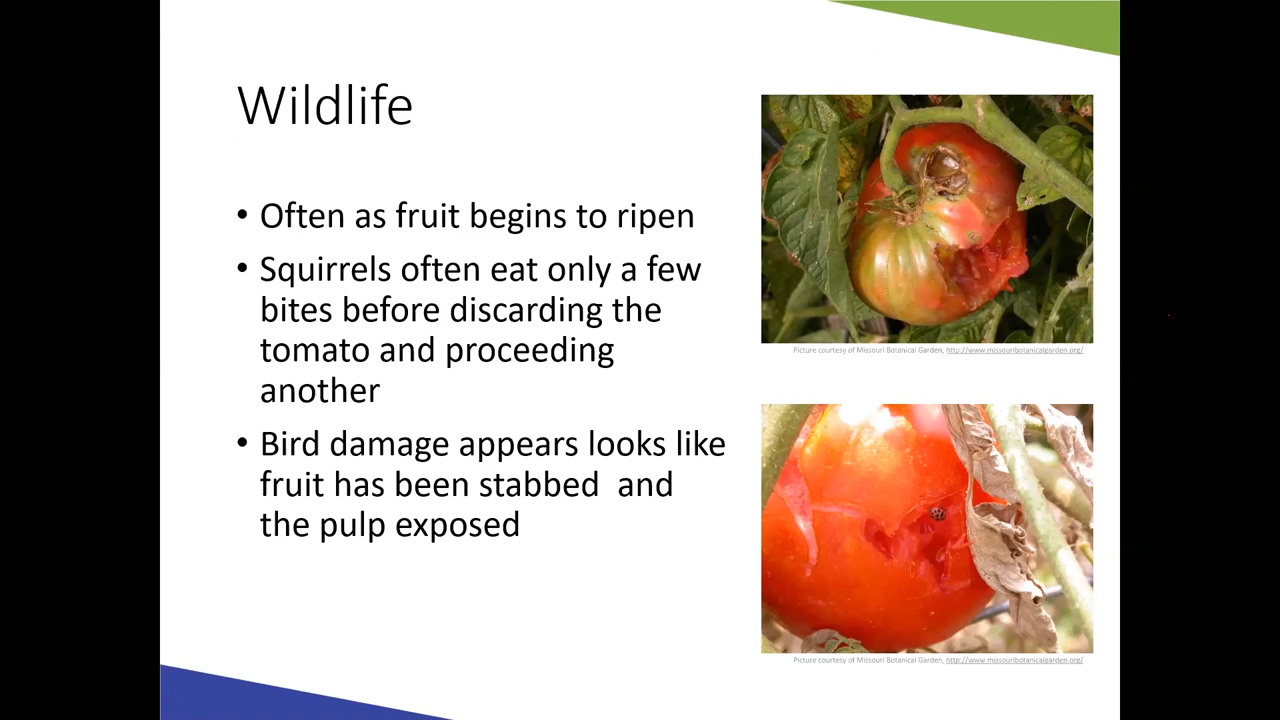 Wildlife
• Often as fruit begins to ripen
• Squirrels often eat only a few
bites before discarding the
tomato and proceeding
another
• Bird damage appears looks like
fruit has been stabbed  and
the pulp exposed
Picture courtesy of Missouri Botanical Garden, http://www.missouribotanicalgarden.org/
Picture courtesy of Missouri Botanical Garden, http://www.missouribotanicalgarden.org/